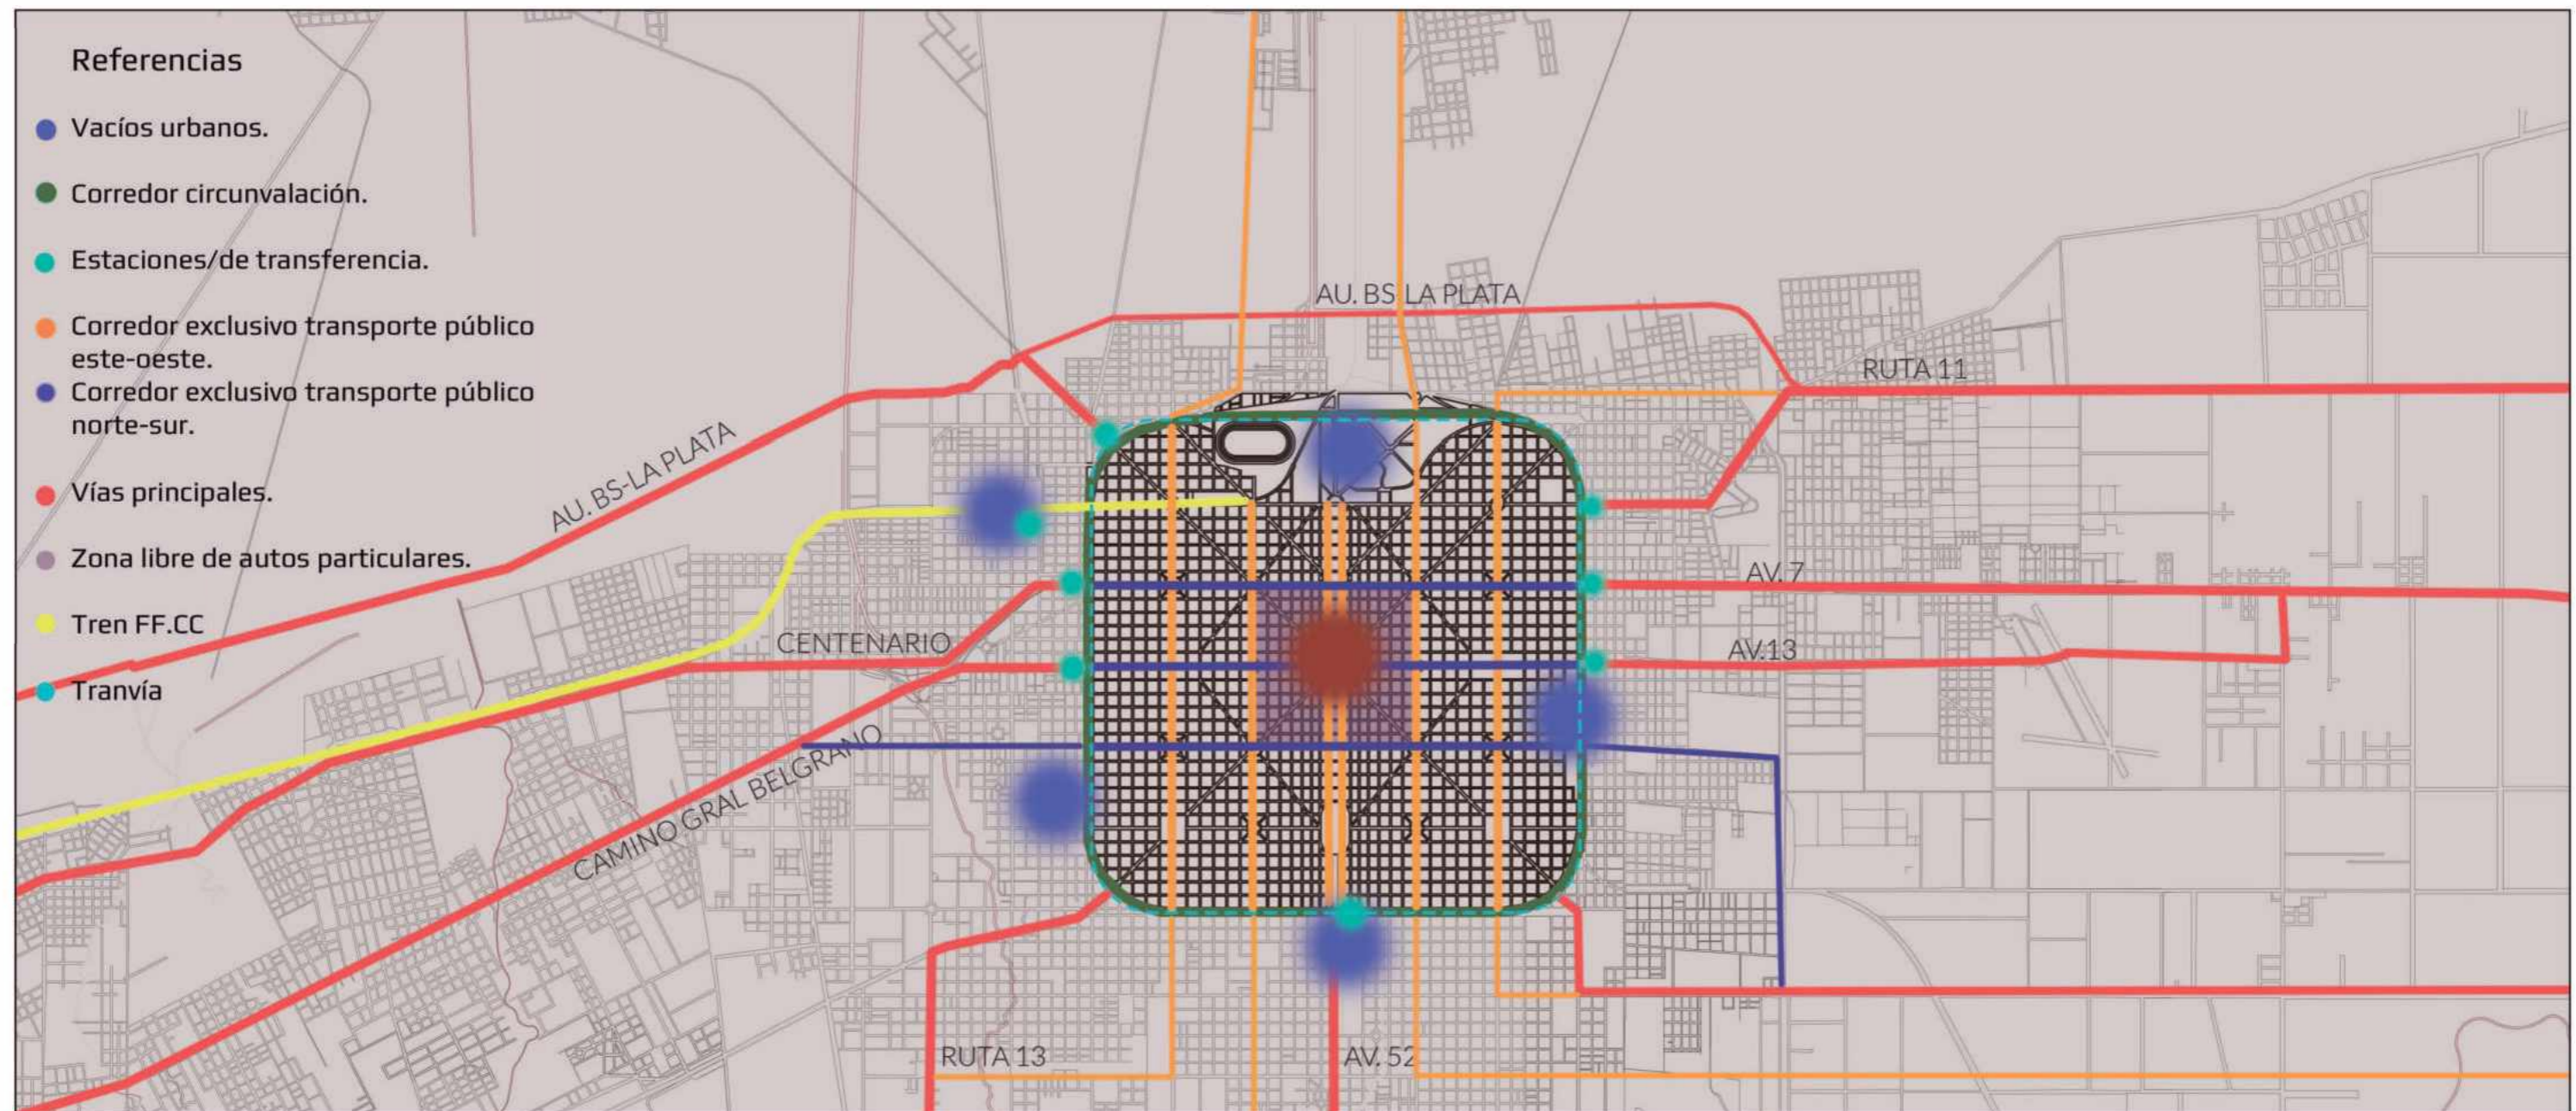 Referencias
Vacíos urbanos.
Corredor circunvalación.
Estaciones/de transferencia.
Corredor exclusivo transporte público
este-oeste.
Corredor exclusivo transporte público
norte-sur.
Vías principales.
Zona libre de autos particulares.
Tren FF.CC
Tranvía
AU. BS-LA PLATA
RUTA 11
AU. BS-LA PLATA
AV. 7
CENTENARIO
AV.13
CAMINO GRAL BELGRANO
RUTA 13
AV. 52